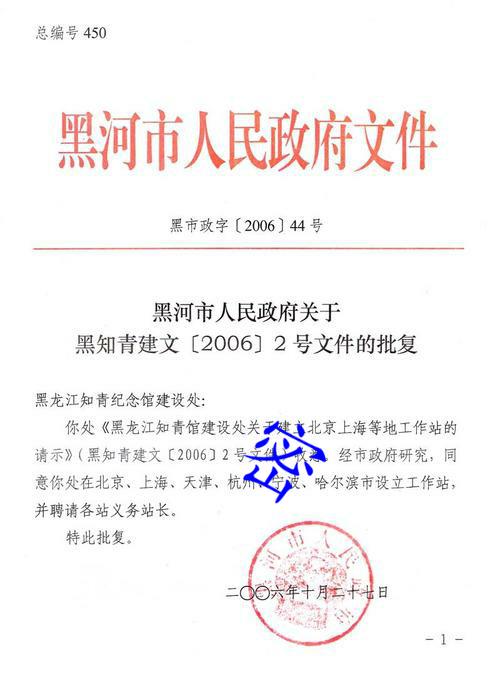 总编号 450
黑河市人民政府文件
黑市政字〔2006〕44 号
黑河市人民政府关于
黑知青建文〔2006〕2 号文件的批复
黑龙江知青纪念馆建设处:
你处《黑龙江知青馆建设处关于建立北京上海等地工作站的
请示》(黑知青建文〔2006〕2 号文件 收悉 经市政府研究，同
意你处在北京、上海、天津、杭州、宁波、哈尔滨市设立工作站，
并聘请各站义务站长。
特此批复。
黑河市人民政府
二〇〇六年十月二十七日
- 1 -